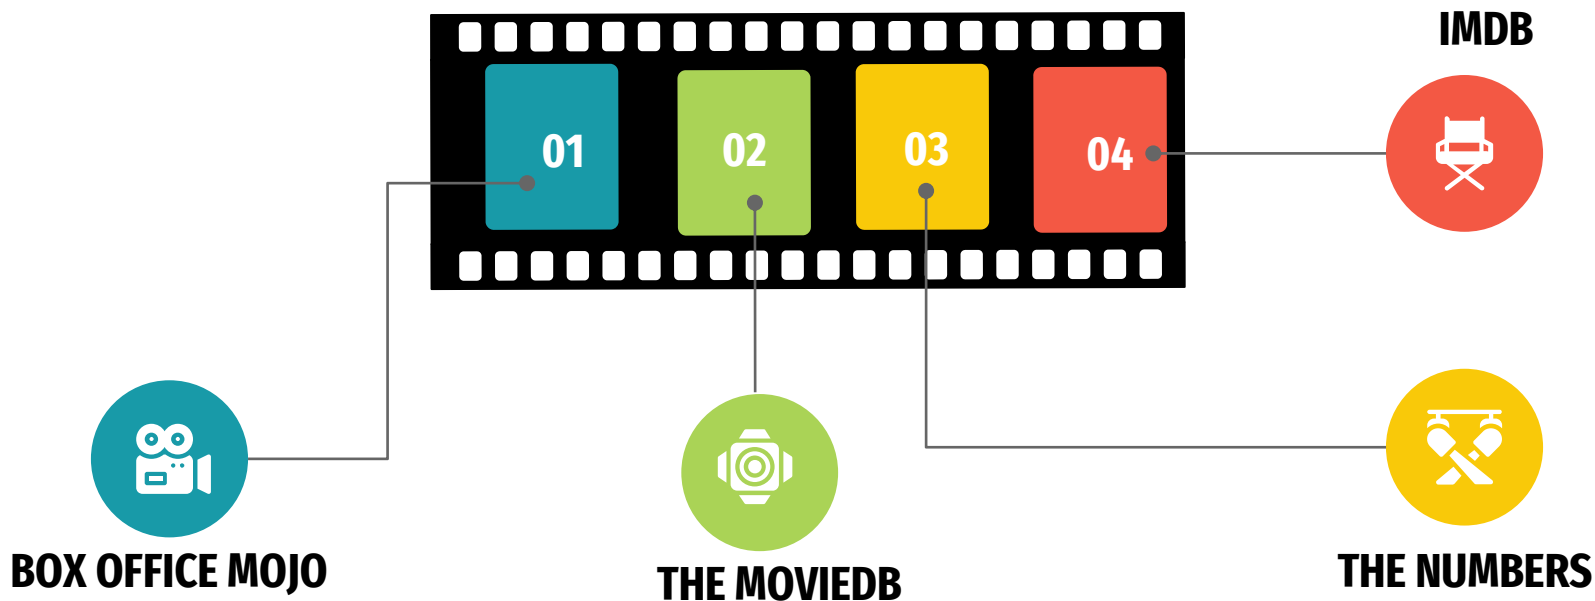 IMDB
01
02
03
04
BOX OFFICE MOJO
THE MOVIEDB
THE NUMBERS